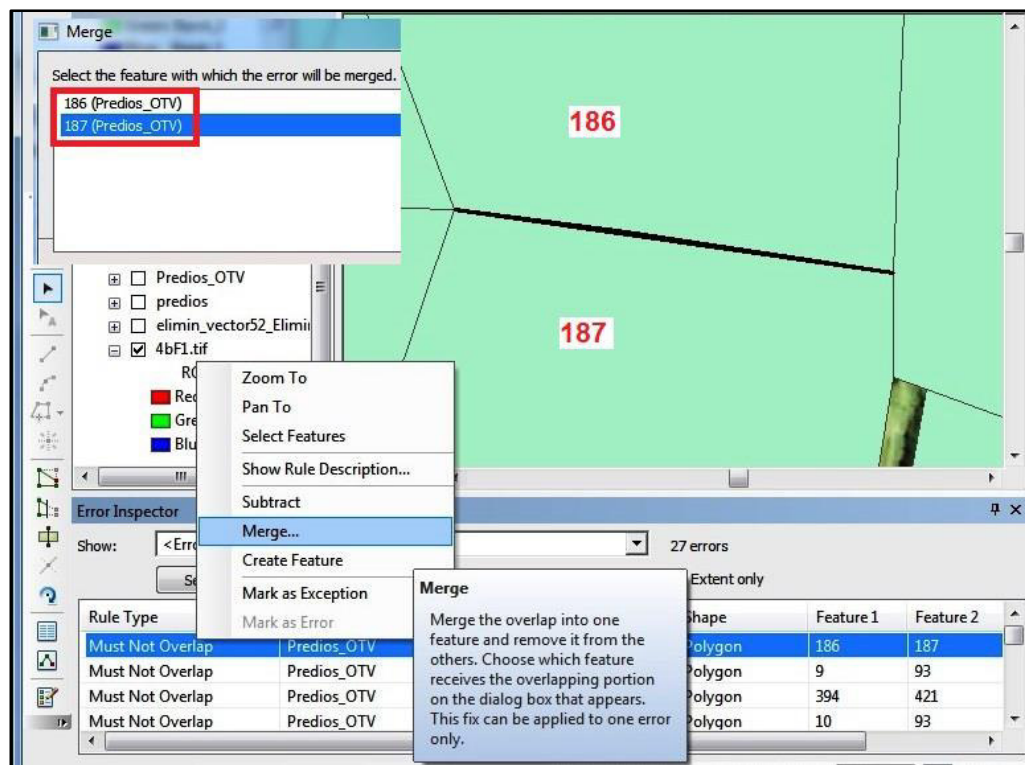 Merge
Select the feature with which the error will be merged.
186 (Predios_OTV)
187 (Predios_OTV)
186
187
Predios_OTV
predios
4bF1.tif
Zoom To
Pan To
Select Features
Show Rule Description...
Subtract
Merge...
Create Feature
Mark as Exception
Mark as Error
Error Inspector
Show:
27 errors
Extent only
Merge
Merge the overlap into one
feature and remove it from the
others. Choose which feature
receives the overlapping portion
on the dialog box that appears.
This fix can be applied to one error
only.
Rule Type Feature 1 Feature 2
Must Not Overlap Predios_OTV Polygon 186 187
Must Not Overlap Predios_OTV Polygon 9 93
Must Not Overlap Predios_OTV Polygon 394 421
Must Not Overlap Predios_OTV Polygon 10 93